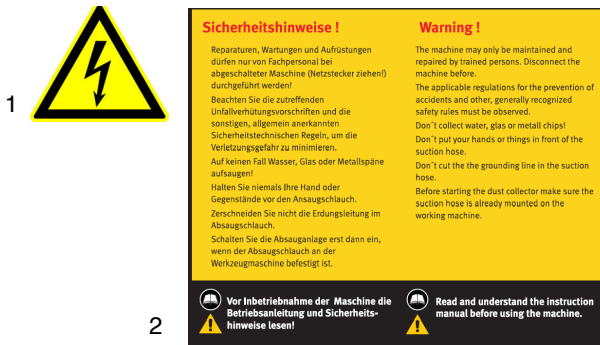 1
Sicherheitshinweise !
Reparaturen, Wartungen und Aufrüstungen
dürfen nur von Fachpersonal bei
abgeschalteter Maschine (Netzstecker ziehen!)
durchgeführt werden!
Beachten Sie die zutreffenden
Unfallverhütungsvorschriften und die
sonstigen, allgemein anerkannten
Sicherheitstechnischen Regeln, um die
Verletzungsgefahr zu minimieren.
Auf keinen Fall Wasser, Glas oder Metallspäne
aufsaugen!
Halten Sie niemals Ihre Hand oder
Gegenstände vor den Ansaugschlauch.
Zerschneiden Sie nicht die Erdungsleitung im
Absaugschlauch.
Schalten Sie die Absauganlage erst dann ein,
wenn der Absaugschlauch an der
Werkzeugmaschine befestigt ist.
Warning !
The machine may only be maintained and
repaired by trained persons. Disconnect the
machine before.
The applicable regulations for the prevention of
accidents and other, generally recognized
safety rules must be observed.
Don´t collect water, glas or metall chips!
Don´t put your hands or things in front of the
suction hose.
Don´t cut the the grounding line in the suction
hose.
Before starting the dust collector make sure the
suction hose is already mounted on the
working machine.
Vor Inbetriebnahme der Maschine die
Betriebsanleitung und Sicherheits-
hinweise lesen!
Read and understand the instruction
manual before using the machine.
2